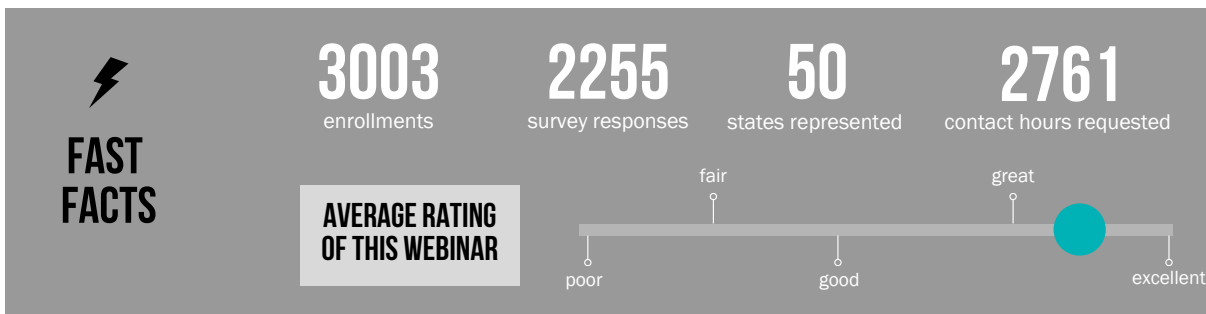 FAST
FACTS
3003
enrollments
2255
survey responses
50
states represented
2761
contact hours requested
AVERAGE RATING
OF THIS WEBINAR
poor
fair
good
great
excellent